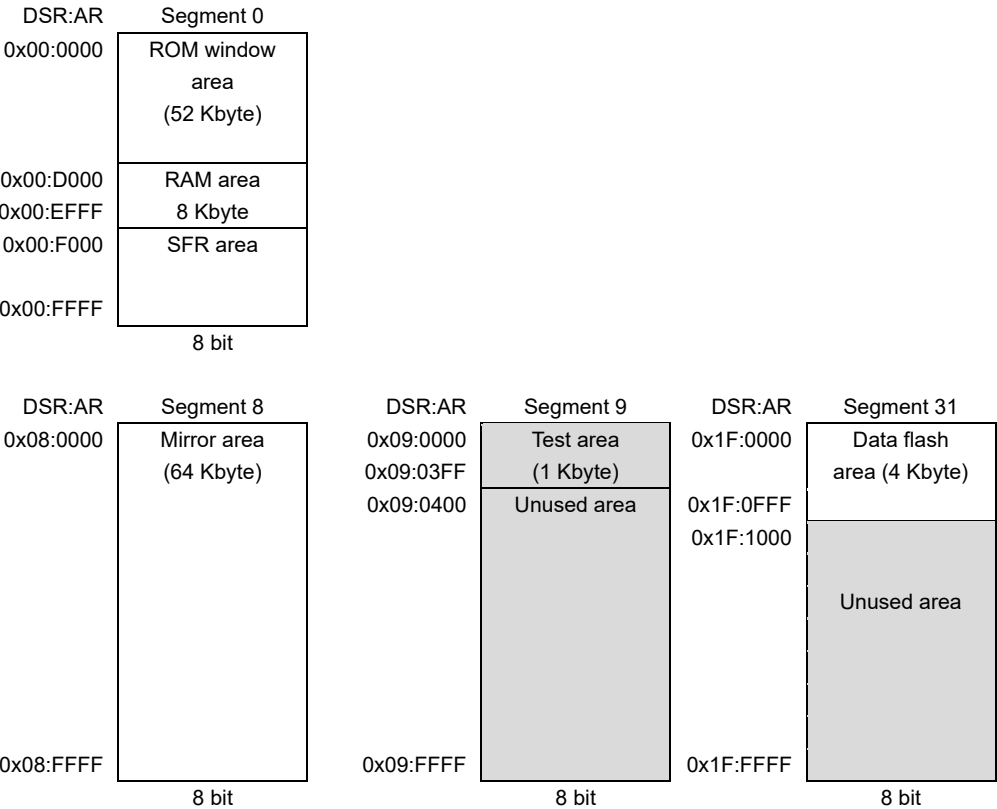 DSR:AR Segment 0
0x00:0000 ROM window
area
(52 Kbyte)
0x00:D000 RAM area
0x00:EFFF 8 Kbyte
0x00:F000 SFR area
0x00:FFFF
8 bit
DSR:AR Segment 8 DSR:AR Segment 9 DSR:AR Segment 31
0x08:0000 Mirror area 0x09:0000 Test area 0x1F:0000 Data flash
(64 Kbyte) 0x09:03FF (1 Kbyte) area (4 Kbyte)
0x09:0400 Unused area 0x1F:0FFF
0x1F:1000
Unused area
0x08:FFFF 0x09:FFFF 0x1F:FFFF
8 bit 8 bit 8 bit